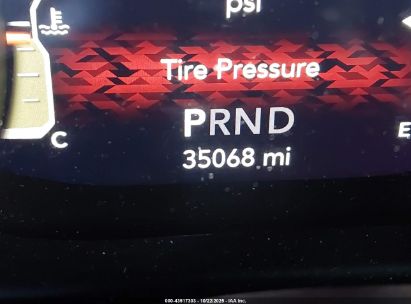 psi
Tire Pressure
PRND
35068 mi
C
E